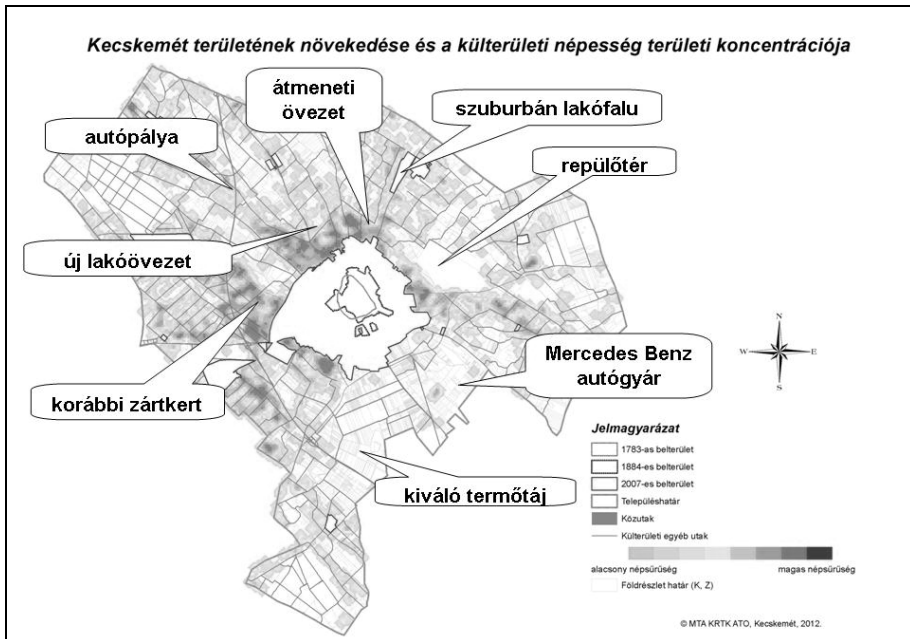 Kecskemét területének növekedése és a külterületi népesség területi koncentrációja
átmeneti
övezet
szuburbán lakófalu
autópálya
repülőtér
új lakóövezet
N
W E
S
Mercedes Benz
autógyár
korábbi zártkert
kiváló termőtáj
Jelmagyarázat
1783-as belterület
1884-es belterület
2007-es belterület
Településhatár
Közutak
Külterületi egyéb utak
alacsony népsűrűség magas népsűrűség
Földrészlet határ (K, Z)
© MTA KRTK ATO, Kecskemét, 2012.